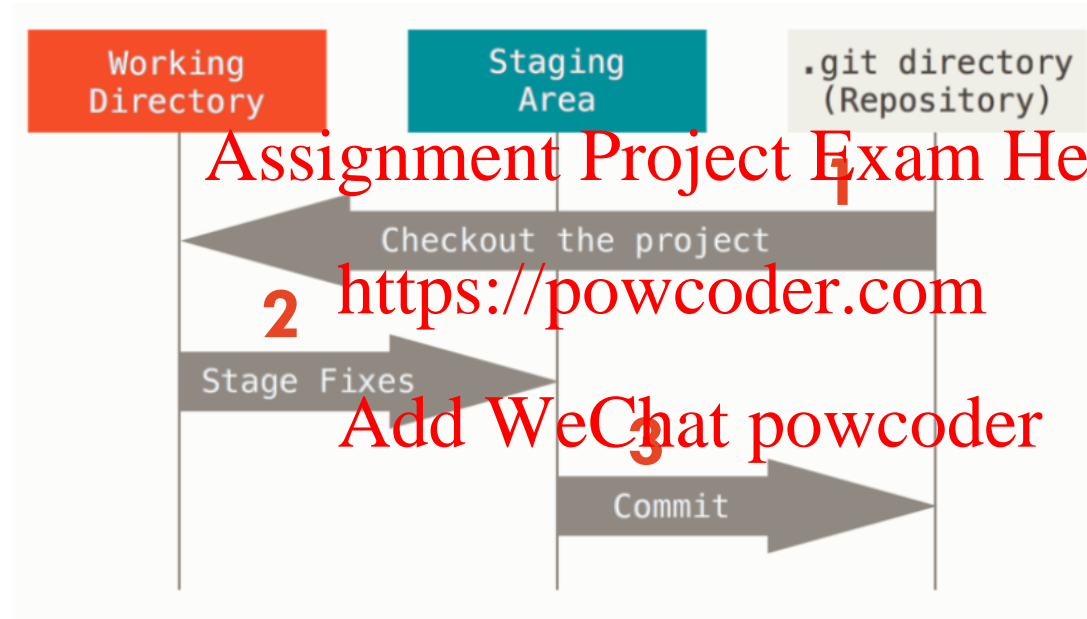 Working
Directory
Staging
Area
.git directory
(Repository)
Assignment Project Exam He
1
Checkout the project
https://powcoder.com
2
Stage Fixes
Add WeChat powcoder
3
Commit